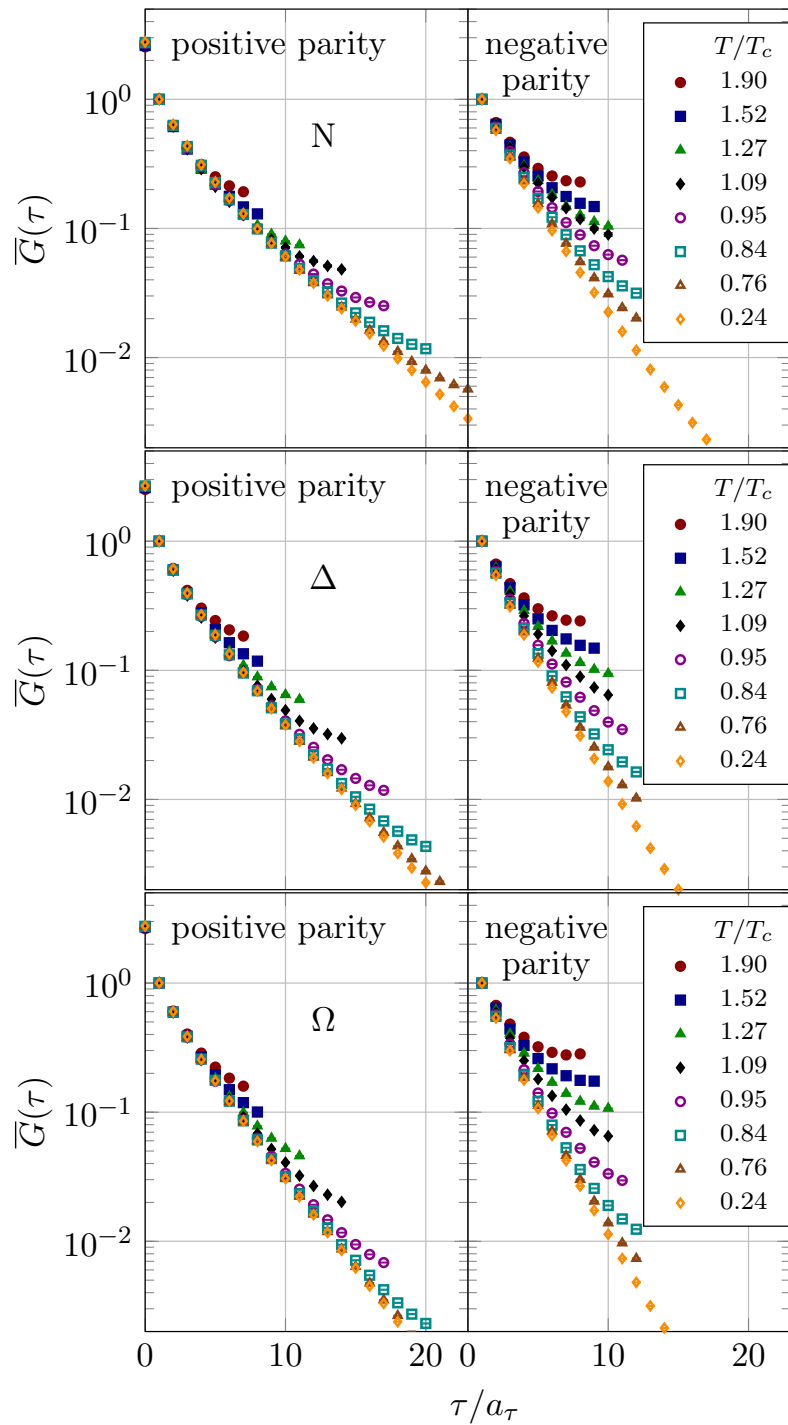 positive parity
negative
parity
N
T/T_c
1.90
1.52
1.27
1.09
0.95
0.84
0.76
0.24
10^0
10^{-1}
10^{-2}
G̅(τ)
positive parity
negative
parity
Δ
T/T_c
1.90
1.52
1.27
1.09
0.95
0.84
0.76
0.24
10^0
10^{-1}
10^{-2}
G̅(τ)
positive parity
negative
parity
Ω
T/T_c
1.90
1.52
1.27
1.09
0.95
0.84
0.76
0.24
10^0
10^{-1}
10^{-2}
G̅(τ)
0 10 20 0 10 20
τ/a_τ